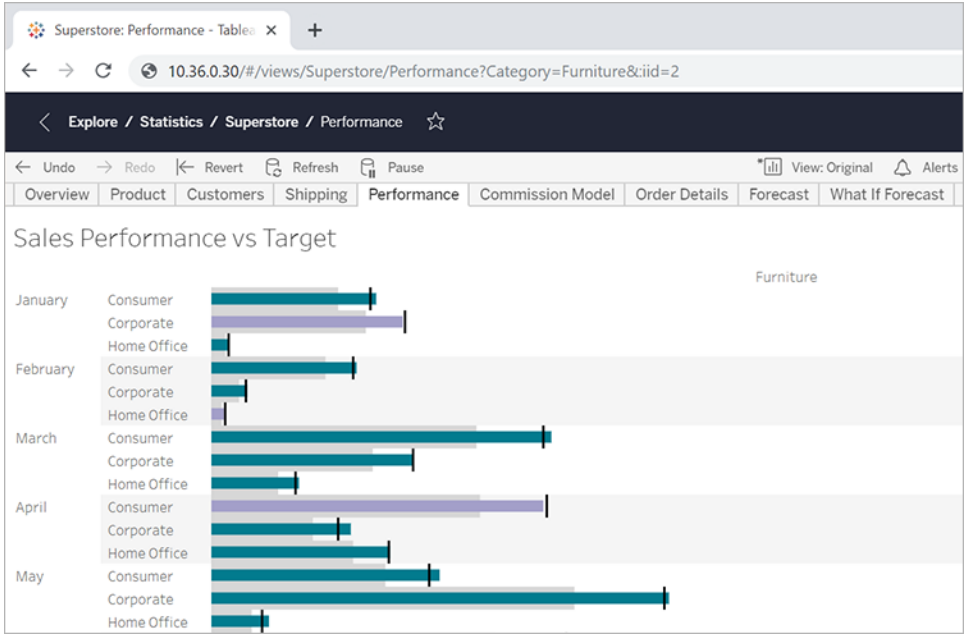 Superstore: Performance - Tablea
10.36.0.30/#/views/Superstore/Performance?Category=Furniture&:iid=2
Explore / Statistics / Superstore / Performance
Undo Redo Revert Refresh Pause View: Original Alerts
Overview Product Customers Shipping Performance Commission Model Order Details Forecast What If Forecast
Sales Performance vs Target
Furniture
January Consumer
Corporate
Home Office
February Consumer
Corporate
Home Office
March Consumer
Corporate
Home Office
April Consumer
Corporate
Home Office
May Consumer
Corporate
Home Office